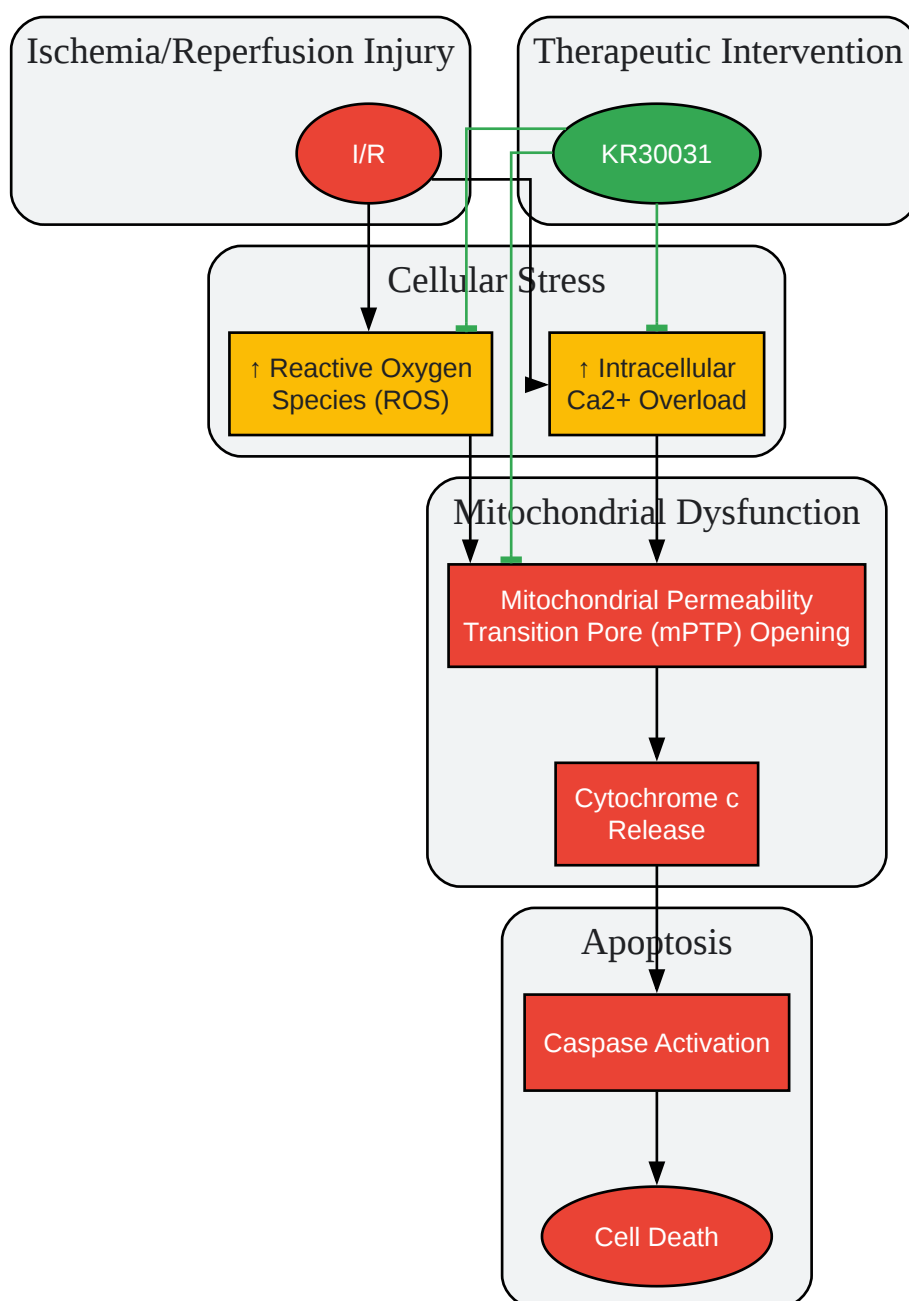 Ischemia/Reperfusion Injury
Therapeutic Intervention
I/R
KR30031
Cellular Stress
↑ Reactive Oxygen
Species (ROS)
↑ Intracellular
Ca2+ Overload
Mitochondrial Dysfunction
Mitochondrial Permeability
Transition Pore (mPTP) Opening
Cytochrome c
Release
Apoptosis
Caspase Activation
Cell Death